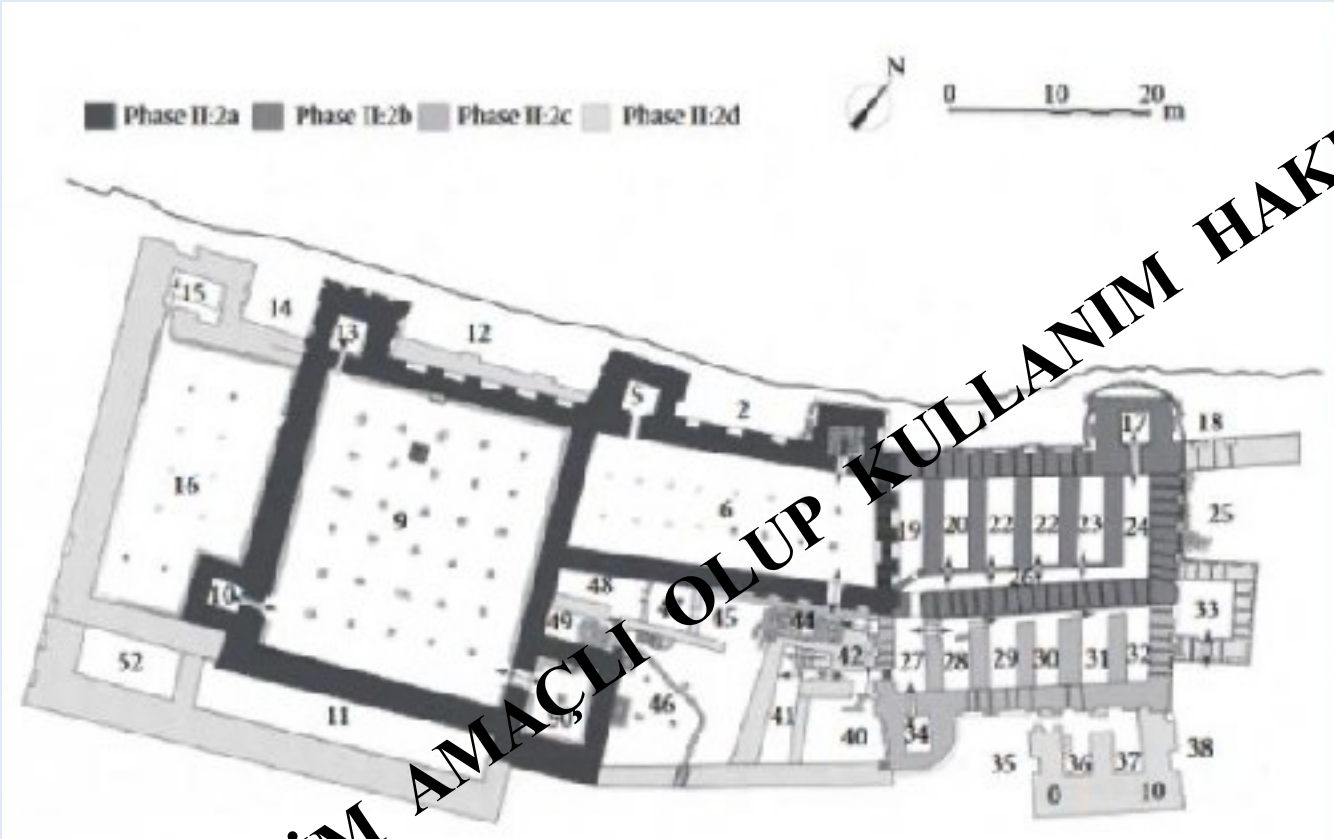 N
0 10 20
m
Phase II:2a Phase II:2b Phase II:2c Phase II:2d
15 14 13 12
5 2
17 18
16 9 6
19 20 22 22 23 24 25
26
10 48 45 33
49 44
52 42 27 28 29 30 31 32
11 46 41 40 34
35 36 37 38
0 10
AMAÇLI OLUP KULLANIM